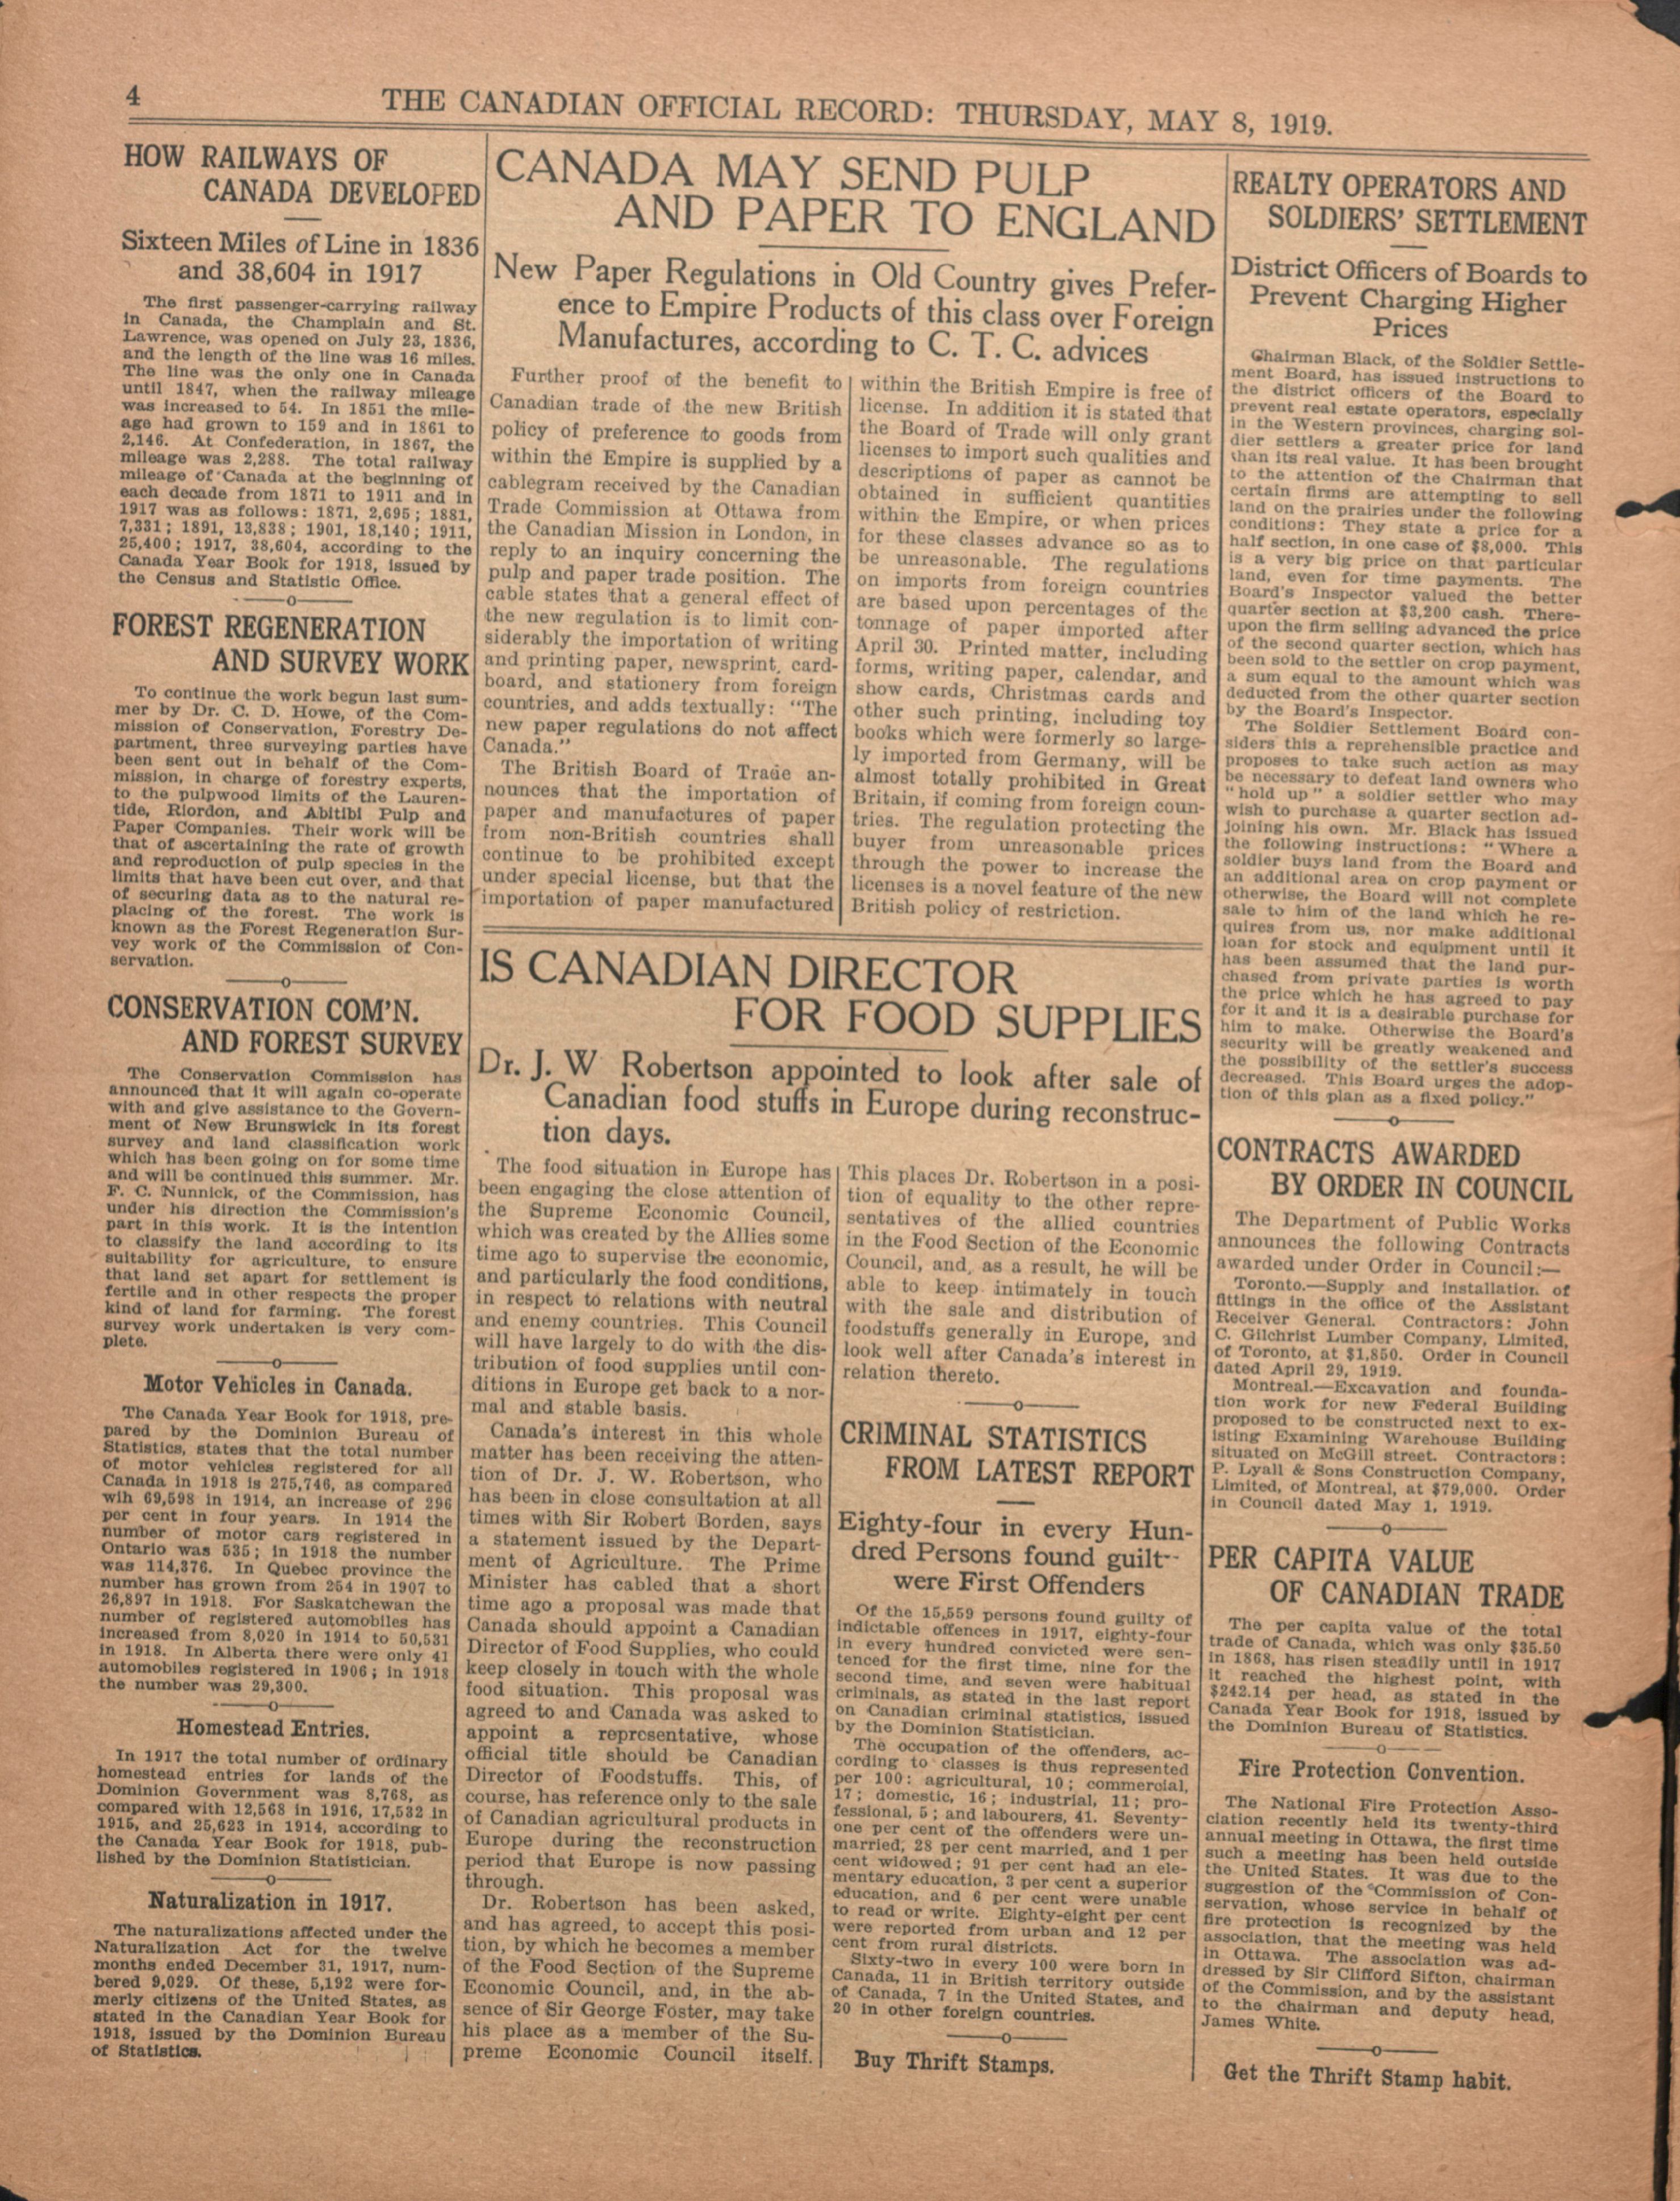 4
THE CANADIAN OFFICIAL RECORD: THURSDAY, MAY 8, 1919.
HOW RAILWAYS OF
CANADA DEVELOPED
Sixteen Miles of Line in 1836
and 38,604 in 1917
The first passenger-carrying railway
in Canada, the Champlain and St.
Lawrence, was opened on July 23, 1836,
and the length of the line was 16 miles.
The line was the only one in Canada
until 1847, when the railway mileage
was increased to 54. In 1851 the mile-
age had grown to 159 and in 1861 to
2,146. At Confederation, in 1867, the
mileage was 2,288. The total railway
mileage of Canada at the beginning of
each decade from 1871 to 1911 and in
1917 was as follows: 1871, 2,695; 1881,
7,331; 1891, 13,838; 1901, 18,140; 1911,
25,400; 1917, 38,604, according to the
Canada Year Book for 1918, issued by
the Census and Statistic Office.
FOREST REGENERATION
AND SURVEY WORK
To continue the work begun last sum-
mer by Dr. C. D. Howe, of the Com-
mission of Conservation, Forestry De-
partment, three surveying parties have
been sent out in behalf of the Com-
mission, in charge of forestry experts,
to the pulpwood limits of the Lauren-
tide, Riordon, and Abitibi Pulp and
Paper Companies. Their work will be
that of ascertaining the rate of growth
and reproduction of pulp species in the
limits that have been cut over, and that
of securing data as to the natural re-
placing of the forest. The work is
known as the Forest Regeneration Sur-
vey work of the Commission of Con-
servation.
CONSERVATION COM'N.
AND FOREST SURVEY
The Conservation Commission has
announced that it will again co-operate
with and give assistance to the Govern-
ment of New Brunswick in its forest
survey and land classification work
which has been going on for some time
and will be continued this summer. Mr.
F. C. Nunnick, of the Commission, has
under his direction the Commission's
part in this work. It is the intention
to classify the land according to its
suitability for agriculture, to ensure
that land set apart for settlement is
fertile and in other respects the proper
kind of land for farming. The forest
survey work undertaken is very com-
plete.
Motor Vehicles in Canada.
The Canada Year Book for 1918, pre-
pared by the Dominion Bureau of
Statistics, states that the total number
of motor vehicles registered for all
Canada in 1918 is 275,746, as compared
wih 69,598 in 1914, an increase of 296
per cent in four years. In 1914 the
number of motor cars registered in
Ontario was 535; in 1918 the number
was 114,376. In Quebec province the
number has grown from 254 in 1907 to
26,897 in 1918. For Saskatchewan the
number of registered automobiles has
increased from 8,020 in 1914 to 50,531
in 1918. In Alberta there were only 41
automobiles registered in 1906; in 1918
the number was 29,300.
Homestead Entries.
In 1917 the total number of ordinary
homestead entries for lands of the
Dominion Government was 8,768, as
compared with 12,568 in 1916, 17,532 in
1915, and 25,623 in 1914, according to
the Canada Year Book for 1918, pub-
lished by the Dominion Statistician.
Naturalization in 1917.
The naturalizations affected under the
Naturalization Act for the twelve
months ended December 31, 1917, num-
bered 9,029. Of these, 5,192 were for-
merly citizens of the United States, as
stated in the Canadian Year Book for
1918, issued by the Dominion Bureau
of Statistics.
CANADA MAY SEND PULP
AND PAPER TO ENGLAND
New Paper Regulations in Old Country gives Prefer-
ence to Empire Products of this class over Foreign
Manufactures, according to C. T. C. advices
Further proof of the benefit to
Canadian trade of the new British
policy of preference to goods from
within the Empire is supplied by a
cablegram received by the Canadian
Trade Commission at Ottawa from
the Canadian Mission in London, in
reply to an inquiry concerning the
pulp and paper trade position. The
cable states that a general effect of
the new regulation is to limit con-
siderably the importation of writing
and printing paper, newsprint, card-
board, and stationery from foreign
countries, and adds textually: "The
new paper regulations do not affect
Canada."
The British Board of Trade an-
nounces that the importation of
paper and manufactures of paper
from non-British countries shall
continue to be prohibited except
under special license, but that the
importation of paper manufactured
within the British Empire is free of
license. In addition it is stated that
the Board of Trade will only grant
licenses to import such qualities and
descriptions of paper as cannot be
obtained in sufficient quantities
within the Empire, or when prices
for these classes advance so as to
be unreasonable. The regulations
on imports from foreign countries
are based upon percentages of the
tonnage of paper imported after
April 30. Printed matter, including
forms, writing paper, calendar, and
show cards, Christmas cards and
other such printing, including toy
books which were formerly so large-
ly imported from Germany, will be
almost totally prohibited in Great
Britain, if coming from foreign coun-
tries. The regulation protecting the
buyer from unreasonable prices
through the power to increase the
licenses is a novel feature of the new
British policy of restriction.
IS CANADIAN DIRECTOR
FOR FOOD SUPPLIES
Dr. J. W Robertson appointed to look after sale of
Canadian food stuffs in Europe during reconstruc-
tion days.
The food situation in Europe has
been engaging the close attention of
the Supreme Economic Council,
which was created by the Allies some
time ago to supervise the economic,
and particularly the food conditions,
in respect to relations with neutral
and enemy countries. This Council
will have largely to do with the dis-
tribution of food supplies until con-
ditions in Europe get back to a nor-
mal and stable basis.
Canada's interest in this whole
matter has been receiving the atten-
tion of Dr. J. W. Robertson, who
has been in close consultation at all
times with Sir Robert Borden, says
a statement issued by the Depart-
ment of Agriculture. The Prime
Minister has cabled that a short
time ago a proposal was made that
Canada should appoint a Canadian
Director of Food Supplies, who could
keep closely in touch with the whole
food situation. This proposal was
agreed to and Canada was asked to
appoint a representative, whose
official title should be Canadian
Director of Foodstuffs. This, of
course, has reference only to the sale
of Canadian agricultural products in
Europe during the reconstruction
period that Europe is now passing
through.
Dr. Robertson has been asked,
and has agreed, to accept this posi-
tion, by which he becomes a member
of the Food Section of the Supreme
Economic Council, and, in the ab-
sence of Sir George Foster, may take
his place as a member of the Su-
preme Economic Council itself.
This places Dr. Robertson in a posi-
tion of equality to the other repre-
sentatives of the allied countries
in the Food Section of the Economic
Council, and, as a result, he will be
able to keep intimately in touch
with the sale and distribution of
foodstuffs generally in Europe, and
look well after Canada's interest in
relation thereto.
CRIMINAL STATISTICS
FROM LATEST REPORT
Eighty-four in every Hun-
dred Persons found guilt--
were First Offenders
Of the 15,559 persons found guilty of
indictable offences in 1917, eighty-four
in every hundred convicted were sen-
tenced for the first time, nine for the
second time, and seven were habitual
criminals, as stated in the last report
on Canadian criminal statistics, issued
by the Dominion Statistician.
The occupation of the offenders, ac-
cording to classes is thus represented
per 100: agricultural, 10; commercial,
17; domestic, 16; industrial, 11; pro-
fessional, 5; and labourers, 41. Seventy-
one per cent of the offenders were un-
married, 28 per cent married, and 1 per
cent widowed; 91 per cent had an ele-
mentary education, 3 per cent a superior
education, and 6 per cent were unable
to read or write. Eighty-eight per cent
were reported from urban and 12 per
cent from rural districts.
Sixty-two in every 100 were born in
Canada, 11 in British territory outside
of Canada, 7 in the United States, and
20 in other foreign countries.
Buy Thrift Stamps.
REALTY OPERATORS AND
SOLDIERS' SETTLEMENT
District Officers of Boards to
Prevent Charging Higher
Prices
Chairman Black, of the Soldier Settle-
ment Board, has issued instructions to
the district officers of the Board to
prevent real estate operators, especially
in the Western provinces, charging sol-
dier settlers a greater price for land
than its real value. It has been brought
to the attention of the Chairman that
certain firms are attempting to sell
land on the prairies under the following
conditions: They state a price for a
half section, in one case of $8,000. This
is a very big price on that particular
land, even for time payments. The
Board's Inspector valued the better
quarter section at $3,200 cash. There-
upon the firm selling advanced the price
of the second quarter section, which has
been sold to the settler on crop payment,
a sum equal to the amount which was
deducted from the other quarter section
by the Board's Inspector.
The Soldier Settlement Board con-
siders this a reprehensible practice and
proposes to take such action as may
be necessary to defeat land owners who
"hold up" a soldier settler who may
wish to purchase a quarter section ad-
joining his own. Mr. Black has issued
the following instructions: "Where a
soldier buys land from the Board and
an additional area on crop payment or
otherwise, the Board will not complete
sale to him of the land which he re-
quires from us, nor make additional
loan for stock and equipment until it
has been assumed that the land pur-
chased from private parties is worth
the price which he has agreed to pay
for it and it is a desirable purchase for
him to make. Otherwise the Board's
security will be greatly weakened and
the possibility of the settler's success
decreased. This Board urges the adop-
tion of this plan as a fixed policy."
CONTRACTS AWARDED
BY ORDER IN COUNCIL
The Department of Public Works
announces the following Contracts
awarded under Order in Council:—
Toronto.—Supply and installation of
fittings in the office of the Assistant
Receiver General. Contractors: John
C. Gilchrist Lumber Company, Limited,
of Toronto, at $1,850. Order in Council
dated April 29, 1919.
Montreal.—Excavation and founda-
tion work for new Federal Building
proposed to be constructed next to ex-
isting Examining Warehouse Building
situated on McGill street. Contractors:
P. Lyall & Sons Construction Company,
Limited, of Montreal, at $79,000. Order
in Council dated May 1, 1919.
PER CAPITA VALUE
OF CANADIAN TRADE
The per capita value of the total
trade of Canada, which was only $35.50
in 1868, has risen steadily until in 1917
it reached the highest point, with
$242.14 per head, as stated in the
Canada Year Book for 1918, issued by
the Dominion Bureau of Statistics.
Fire Protection Convention.
The National Fire Protection Asso-
ciation recently held its twenty-third
annual meeting in Ottawa, the first time
such a meeting has been held outside
the United States. It was due to the
suggestion of the Commission of Con-
servation, whose service in behalf of
fire protection is recognized by the
association, that the meeting was held
in Ottawa. The association was ad-
dressed by Sir Clifford Sifton, chairman
of the Commission, and by the assistant
to the chairman and deputy head,
James White.
Get the Thrift Stamp habit.